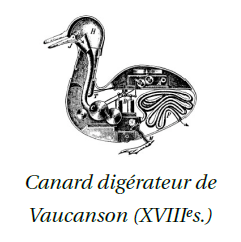 H
Canard digérateur de
Vaucanson (XVIIIᵉs.)